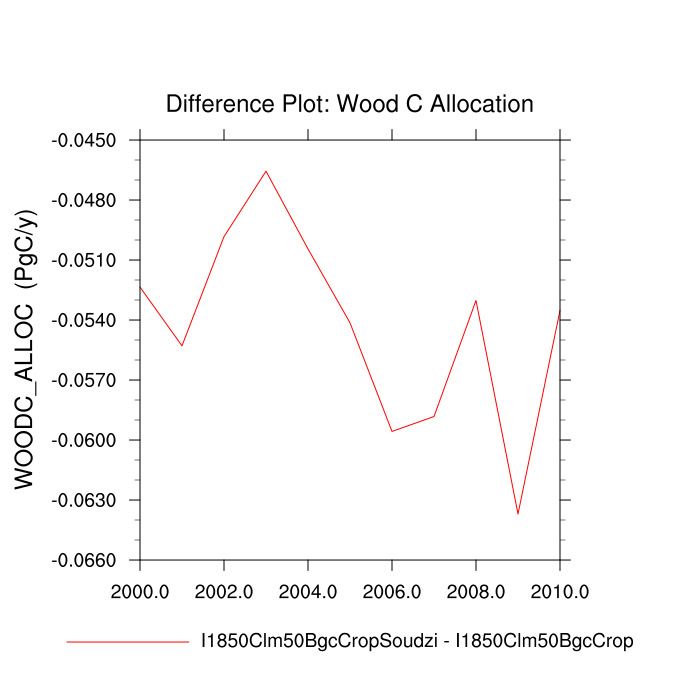 Difference Plot: Wood C Allocation
WOODC_ALLOC (PgC/y)
-0.0450
-0.0480
-0.0510
-0.0540
-0.0570
-0.0600
-0.0630
-0.0660
2000.0 2002.0 2004.0 2006.0 2008.0 2010.0
I1850Clm50BgcCropSoudzi - I1850Clm50BgcCrop